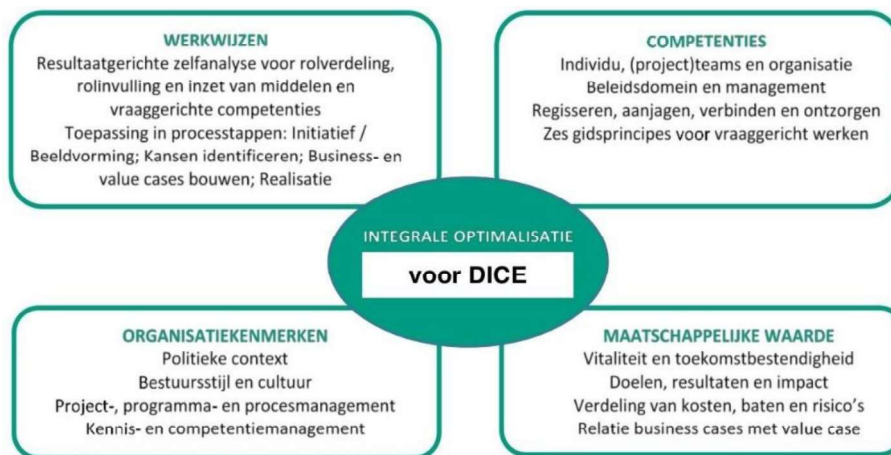 WERKWIJZEN
Resultaatgerichte zelfanalyse voor rolverdeling,
rolinvulling en inzet van middelen en
vraaggerichte competenties
Toepassing in processtappen: Initiatief /
Beeldvorming; Kansen identificeren; Business- en
value cases bouwen; Realisatie
COMPETENTIES
Individu, (project)teams en organisatie
Beleidsdomein en management
Regisseren, aanjagen, verbinden en ontzorgen
Zes gidsprincipes voor vraaggericht werken
INTEGRALE OPTIMALISATIE
voor DICE
ORGANISATIEKENMERKEN
Politieke context
Bestuursstijl en cultuur
Project-, programma- en procesmanagement
Kennis- en competentiemanagement
MAATSCHAPPELIJKE WAARDE
Vitaliteit en toekomstbestendigheid
Doelen, resultaten en impact
Verdeling van kosten, baten en risico's
Relatie business cases met value case